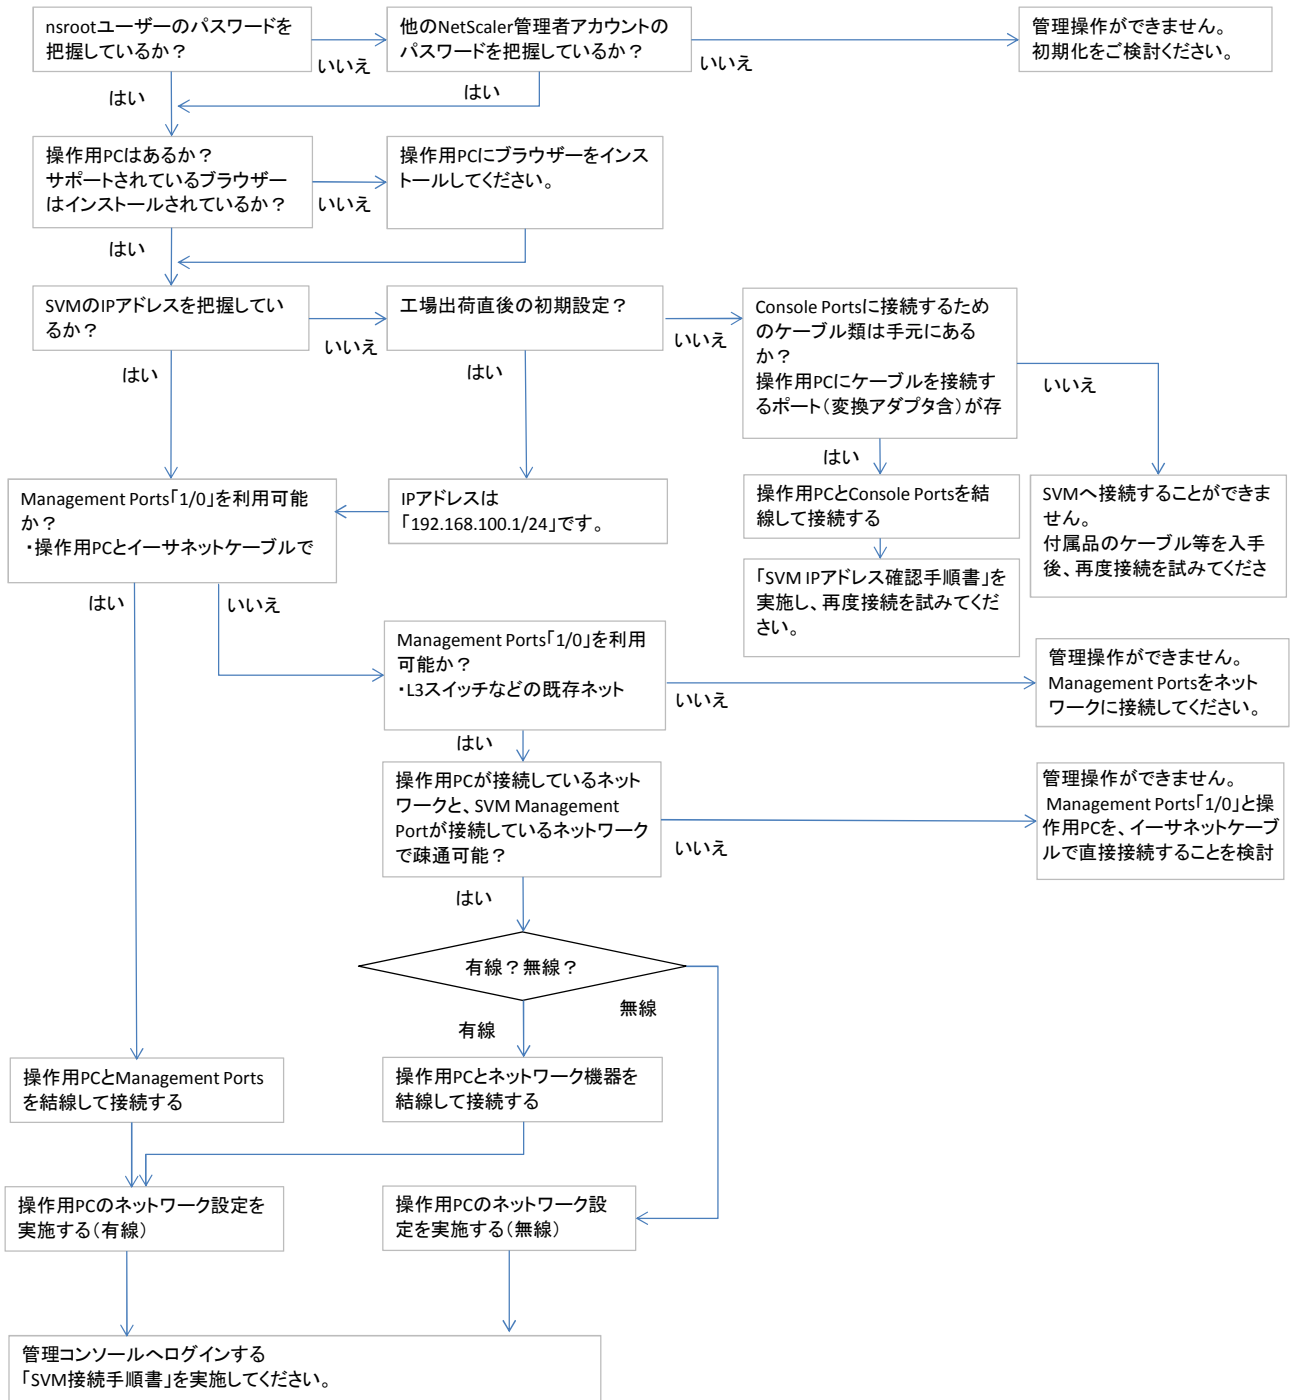 nsrootユーザーのパスワードを
把握しているか？
いいえ
はい
他のNetScaler管理者アカウントの
パスワードを把握しているか？
いいえ
はい
管理操作ができません。
初期化をご検討ください。
操作用PCはあるか？
サポートされているブラウザー
はインストールされているか？
いいえ
はい
操作用PCにブラウザーをインス
トールしてください。
SVMのIPアドレスを把握してい
るか？
いいえ
はい
工場出荷直後の初期設定？
いいえ
はい
Console Portsに接続するため
のケーブル類は手元にある
か？
操作用PCにケーブルを接続す
るポート（変換アダプタ含）が存
いいえ
はい
Management Ports「1/0」を利用可能
か？
・操作用PCとイーサネットケーブルで
はい
いいえ
IPアドレスは
「192.168.100.1/24」です。
操作用PCとConsole Portsを結
線して接続する
SVMへ接続することができま
せん。
付属品のケーブル等を入手
後、再度接続を試みてくださ
「SVM IPアドレス確認手順書」を
実施し、再度接続を試みてくだ
さい。
Management Ports「1/0」を利用
可能か？
・L3スイッチなどの既存ネット
いいえ
はい
管理操作ができません。
Management Portsをネット
ワークに接続してください。
操作用PCが接続しているネット
ワークと、SVM Management
Portが接続しているネットワーク
で疎通可能？
いいえ
はい
管理操作ができません。
Management Ports「1/0」と操
作用PCを、イーサネットケーブ
ルで直接接続することを検討
有線？無線？
無線
有線
操作用PCとManagement Ports
を結線して接続する
操作用PCとネットワーク機器を
結線して接続する
操作用PCのネットワーク設定を
実施する（有線）
操作用PCのネットワーク設
定を実施する（無線）
管理コンソールへログインする
「SVM接続手順書」を実施してください。